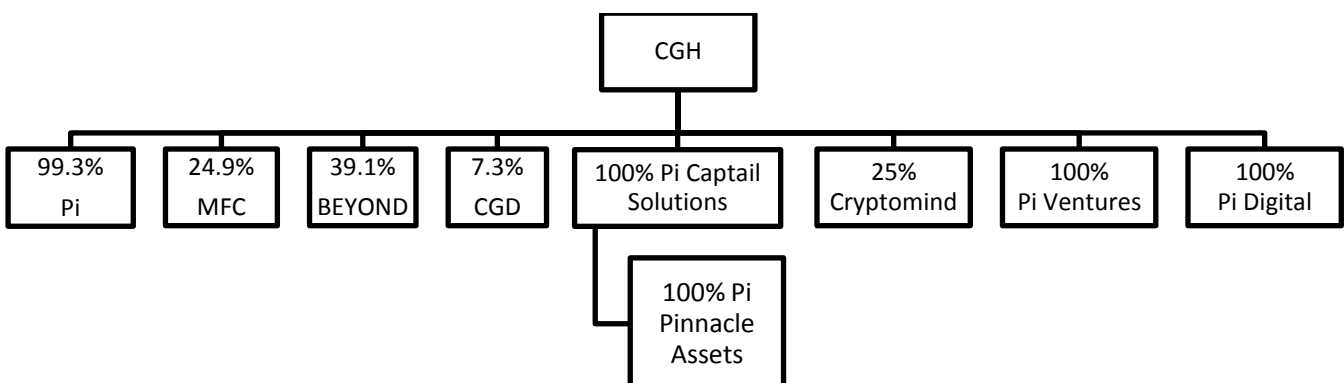 CGH
99.3%
Pi
24.9%
MFC
39.1%
BEYOND
7.3%
CGD
100% Pi Captail
Solutions
25%
Cryptomind
100%
Pi Ventures
100%
Pi Digital
100% Pi
Pinnacle
Assets